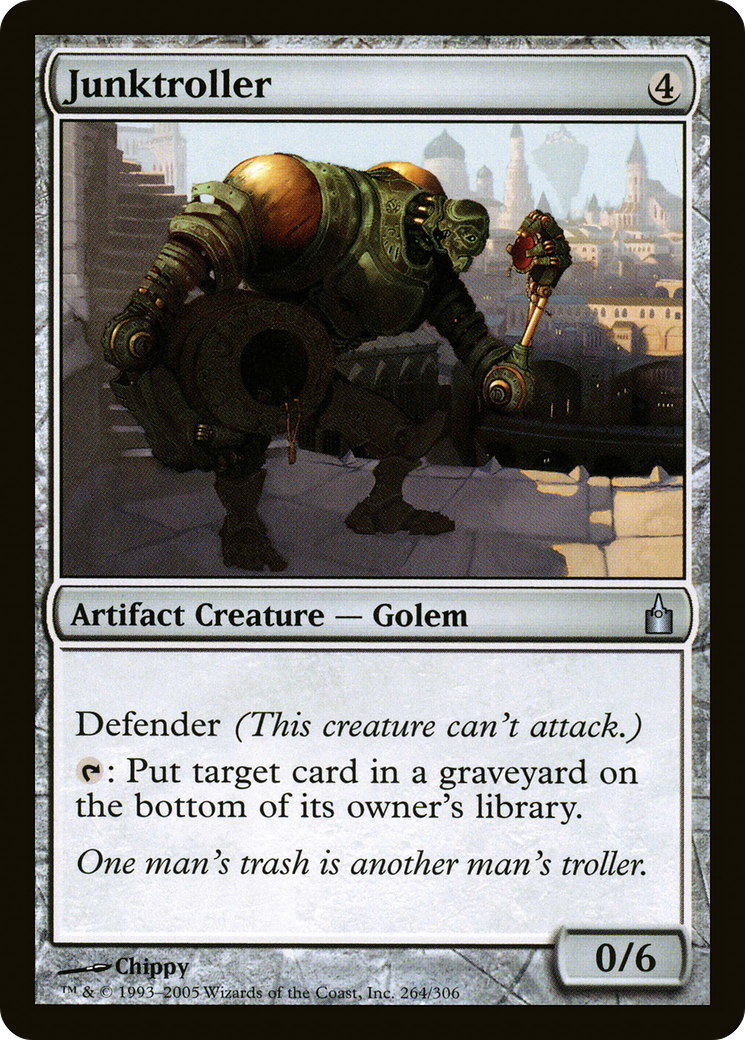 Junktroller 4
Artifact Creature — Golem
Defender (This creature can't attack.)
: Put target card in a graveyard on
the bottom of its owner's library.
One man's trash is another man's troller.
0/6
Chippy
™ & © 1993–2005 Wizards of the Coast, Inc. 264/306